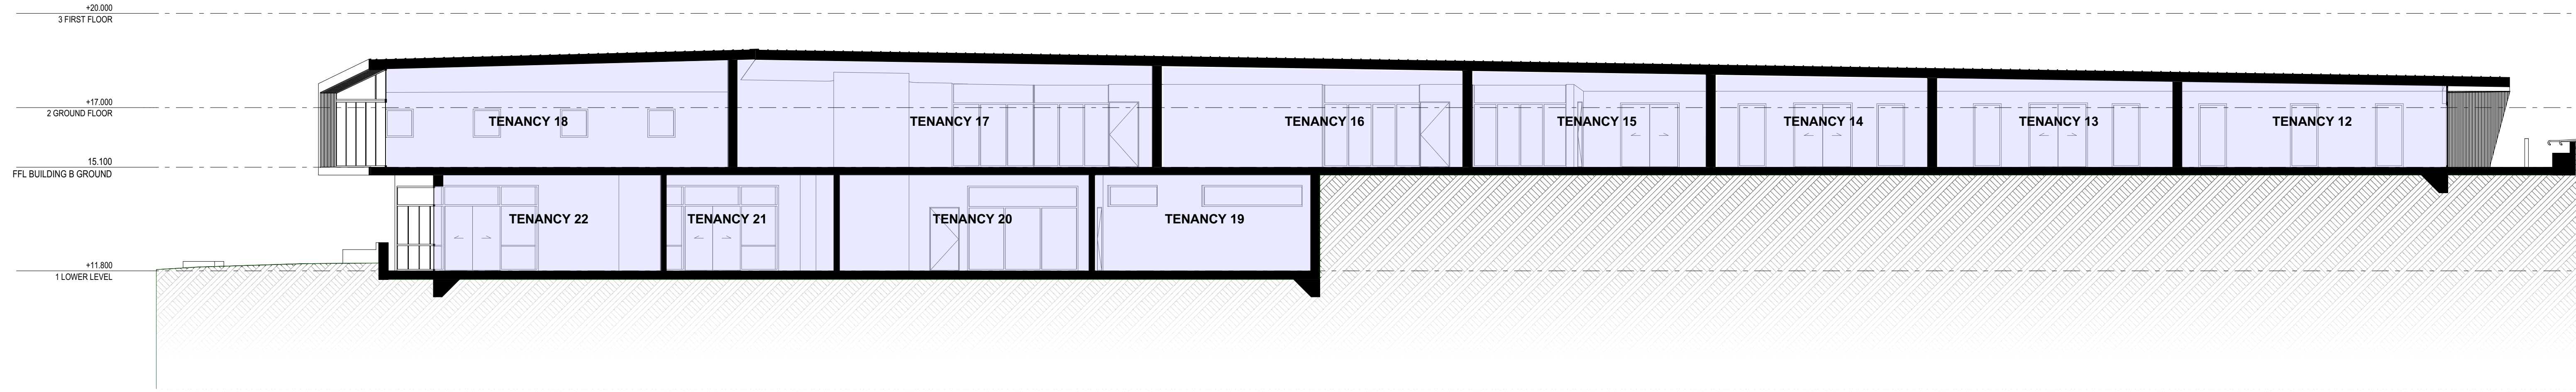 +20.000
3 FIRST FLOOR
+17.000
2 GROUND FLOOR
TENANCY 18
TENANCY 17
TENANCY 16
TENANCY 15
TENANCY 14
TENANCY 13
TENANCY 12
15.100
FFL BUILDING B GROUND
TENANCY 22
TENANCY 21
TENANCY 20
TENANCY 19
+11.800
1 LOWER LEVEL